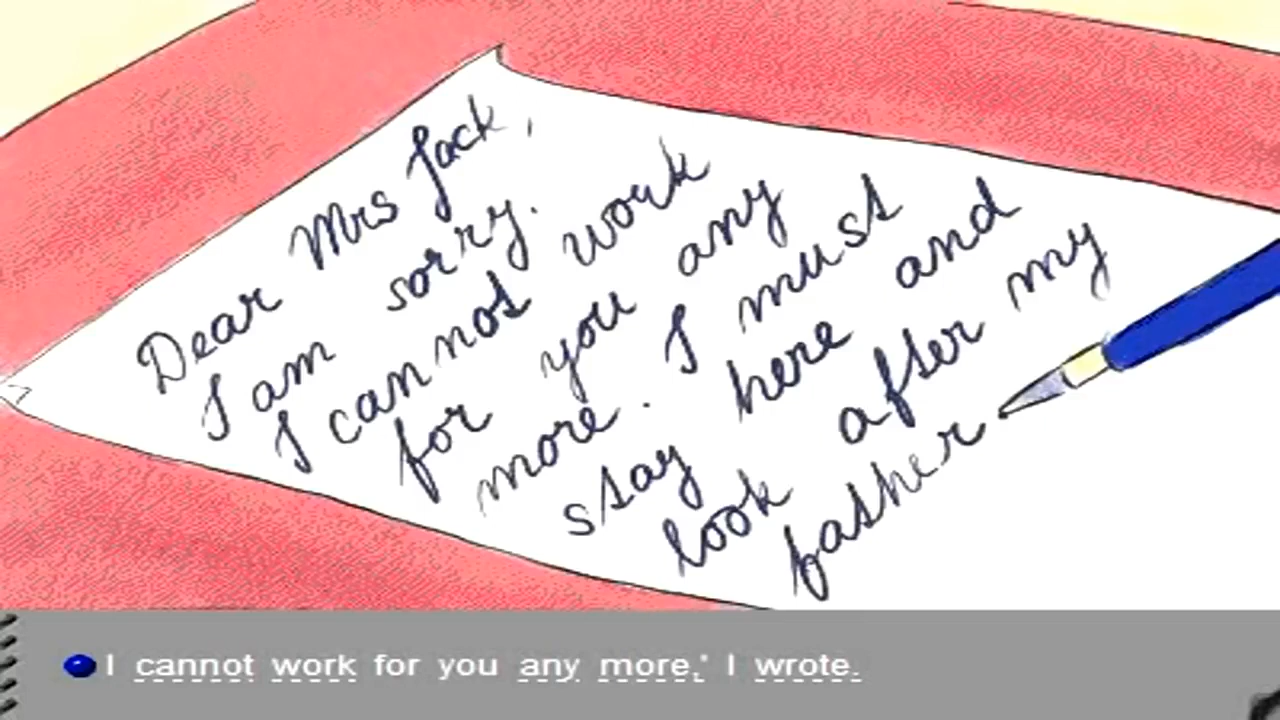 Dear Mrs Jack,
I am sorry.
I cannot work
for you any
more. I must
stay here and
look after my
father
I cannot work for you any more,' I wrote.